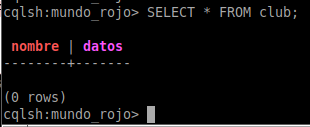 cqlsh:mundo_rojo> SELECT * FROM club;
nombre | datos
--------+-------
(0 rows)
cqlsh:mundo_rojo>